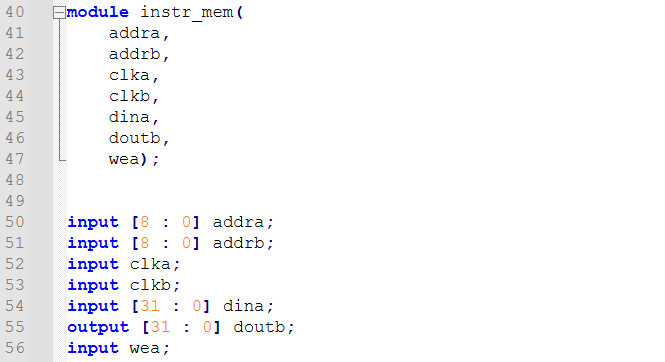 40 module instr_mem(
41 addra,
42 addrb,
43 clka,
44 clkb,
45 dina,
46 doutb,
47 wea);
48
49
50 input [8 : 0] addra;
51 input [8 : 0] addrb;
52 input clka;
53 input clkb;
54 input [31 : 0] dina;
55 output [31 : 0] doutb;
56 input wea;